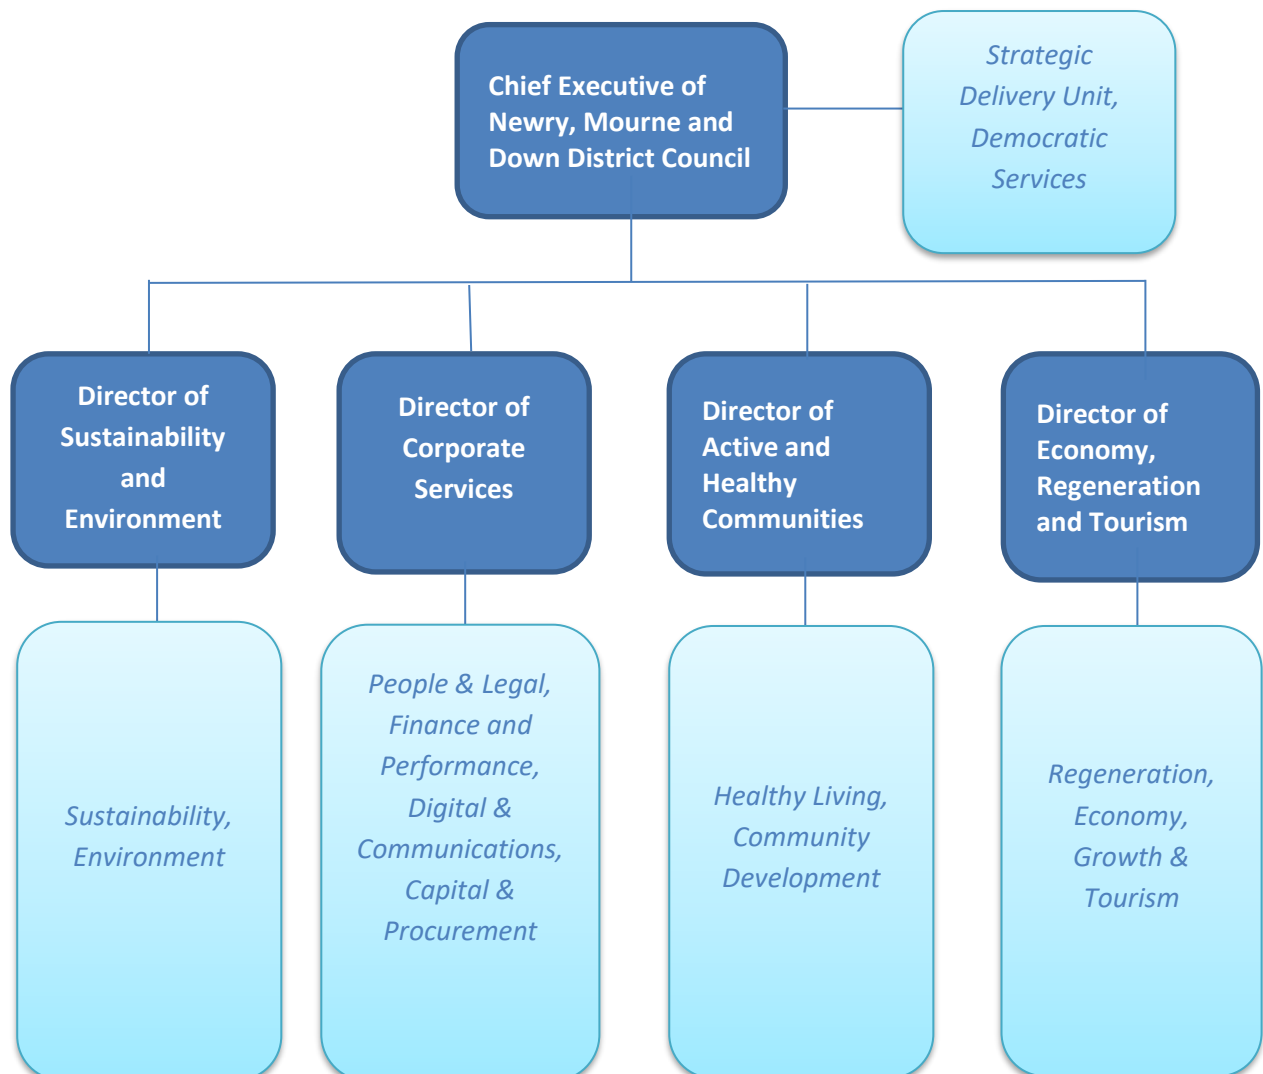 Chief Executive of
Newry, Mourne and
Down District Council
Strategic
Delivery Unit,
Democratic
Services
Director of
Sustainability
and
Environment
Director of
Corporate
Services
Director of
Active and
Healthy
Communities
Director of
Economy,
Regeneration
and Tourism
Sustainability,
Environment
People & Legal,
Finance and
Performance,
Digital &
Communications,
Capital &
Procurement
Healthy Living,
Community
Development
Regeneration,
Economy,
Growth &
Tourism